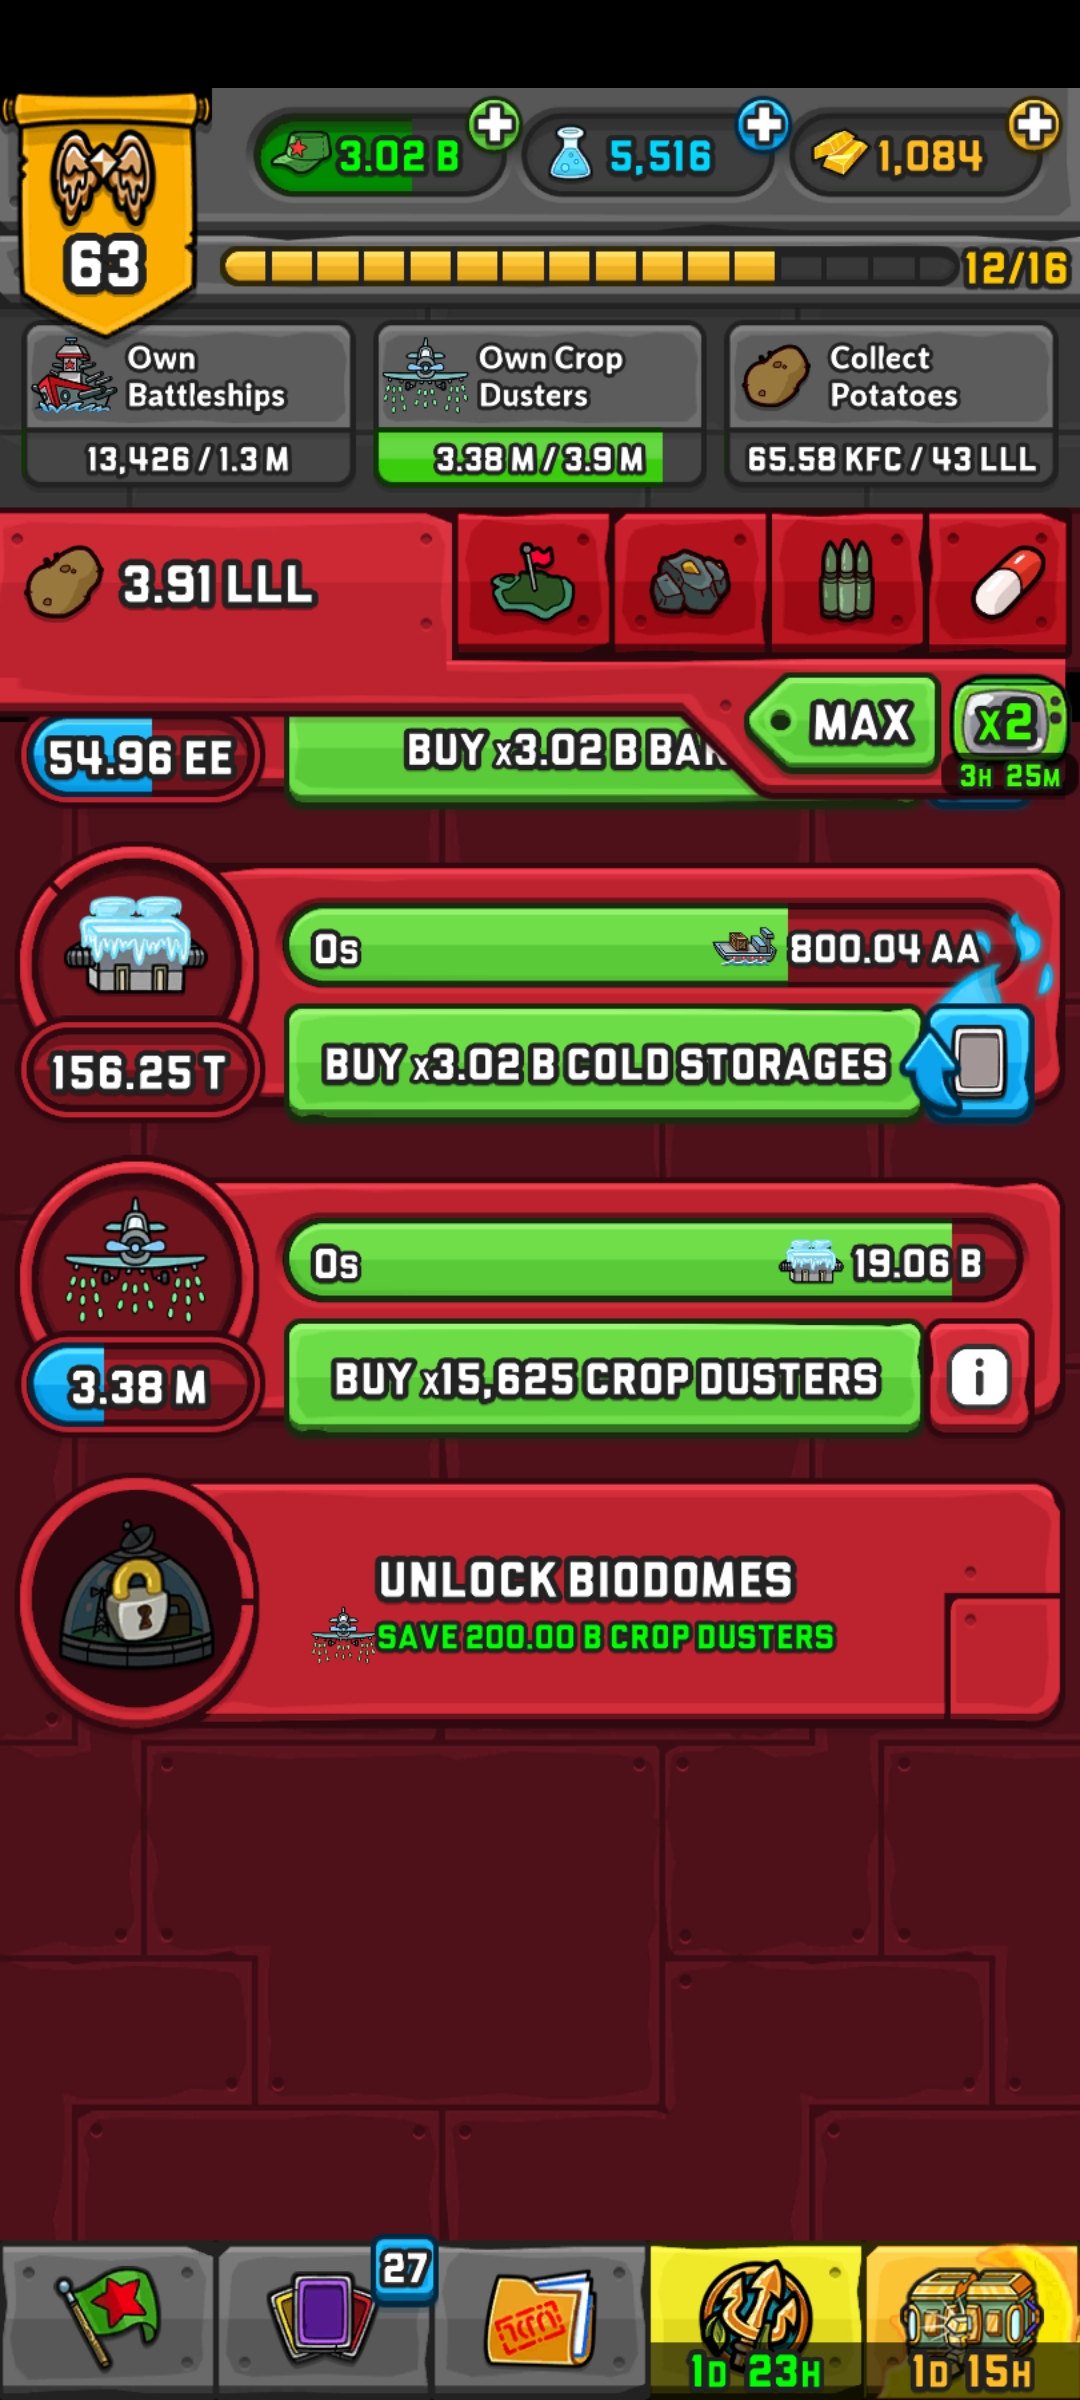 3.02 B
5,516
1,084
63
12/16
Own
Battleships
13,426 / 1.3 M
Own Crop
Dusters
3.38 M / 3.9 M
Collect
Potatoes
65.58 KFC / 43 LLL
3.91 LLL
MAX
x2
3H 25M
54.96 EE
BUY x3.02 B
0s
800.04 AA
156.25 T
BUY x3.02 B COLD STORAGES
0s
19.06 B
3.38 M
BUY x15,625 CROP DUSTERS
i
UNLOCK BIODOMES
SAVE 200.00 B CROP DUSTERS
27
1D 23H
1D 15H